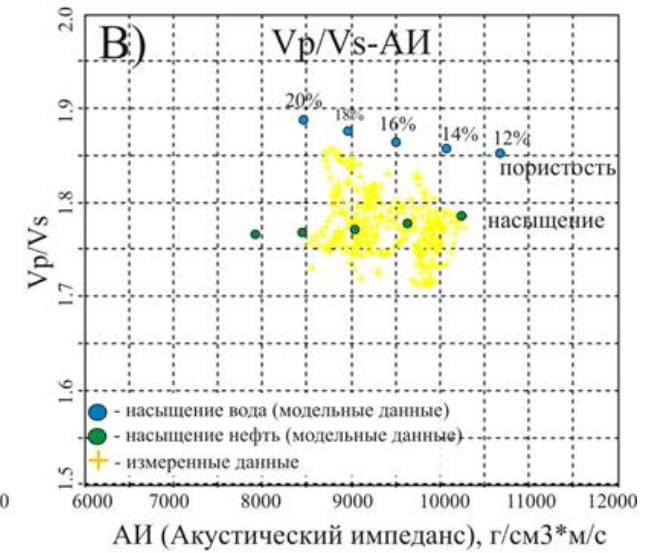 В) Vp/Vs-АИ
2.0
1.9
1.8
1.7
1.6
1.5
Vp/Vs
20%
18%
16%
14%
12%
пористость
насыщение
- насыщение вода (модельные данные)
- насыщение нефть (модельные данные)
- измеренные данные
0
6000 7000 8000 9000 10000 11000 12000
АИ (Акустический импеданс), г/см3*м/с